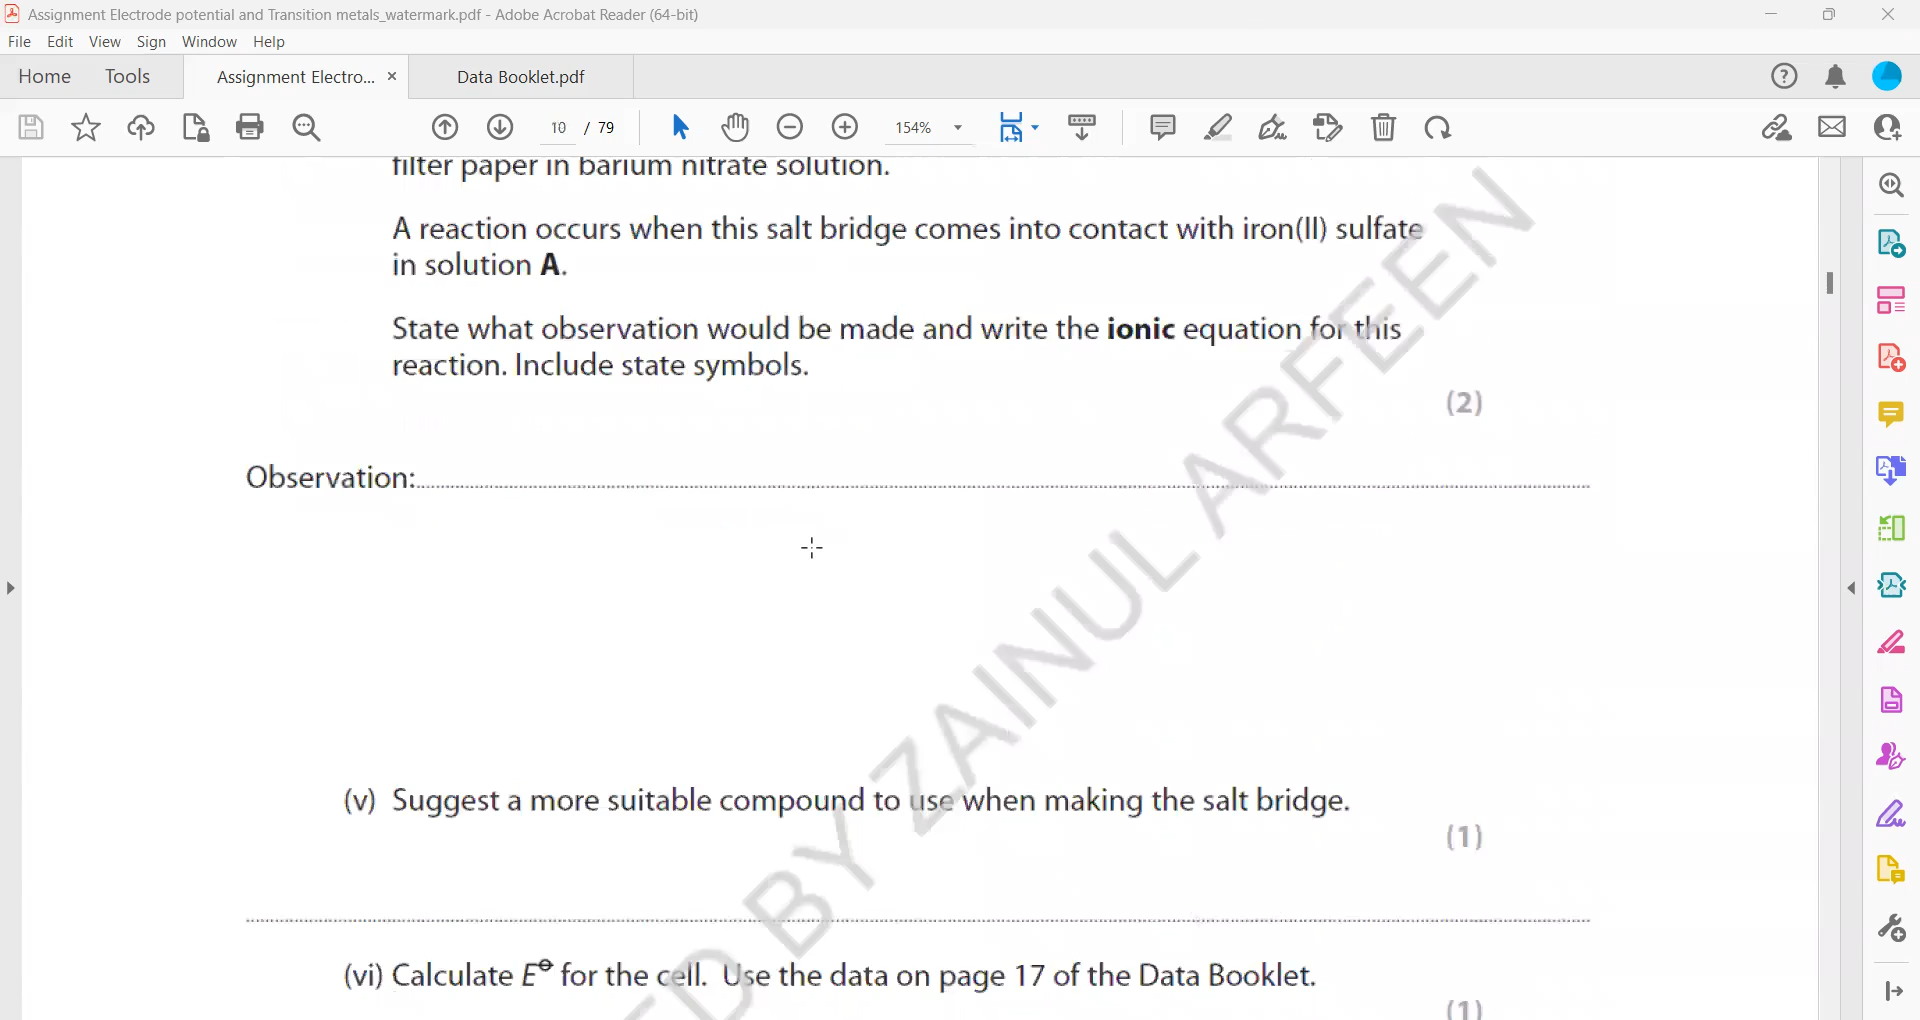 Assignment Electrode potential and Transition metals_watermark.pdf - Adobe Acrobat Reader (64-bit)
File Edit View Sign Window Help
Home Tools Assignment Electro... × Data Booklet.pdf
10 / 79 154%
filter paper in barium nitrate solution.
A reaction occurs when this salt bridge comes into contact with iron(II) sulfate
in solution A.
State what observation would be made and write the ionic equation for this
reaction. Include state symbols.
(2)
Observation:
(v) Suggest a more suitable compound to use when making the salt bridge.
(1)
(vi) Calculate E⦵ for the cell. Use the data on page 17 of the Data Booklet.
(1)
ED BY ZAINUL ARFEEN